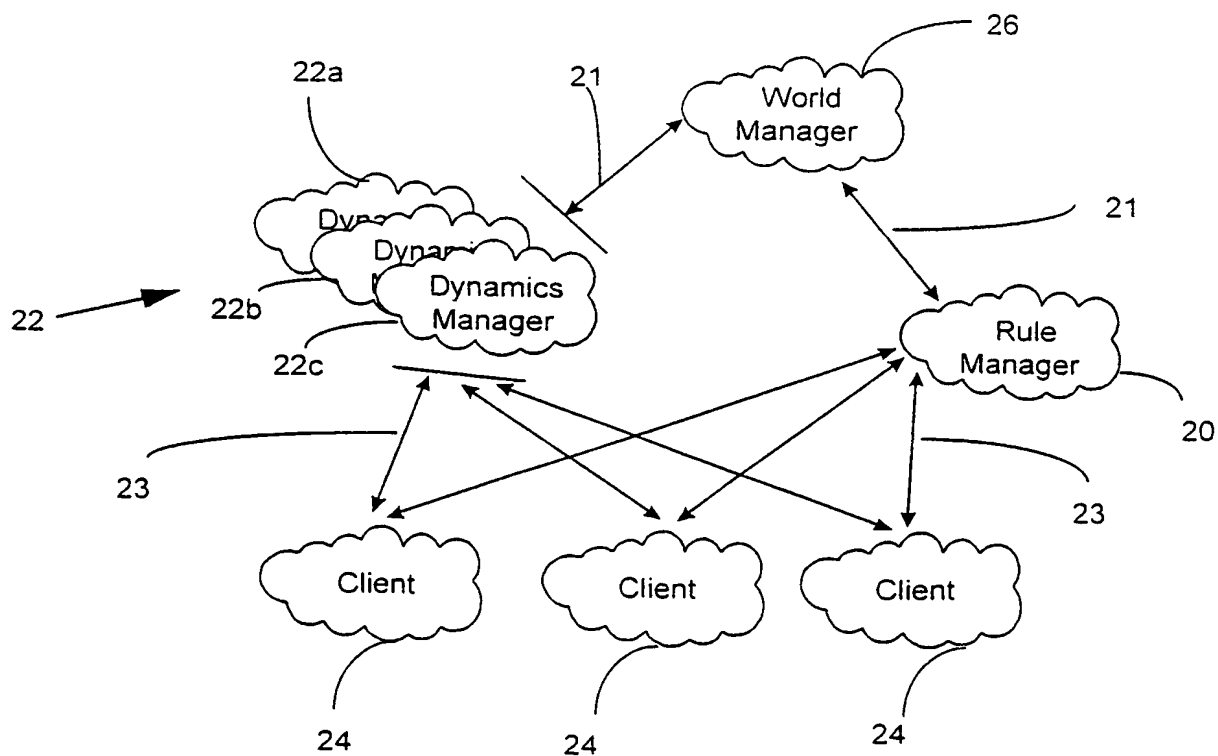 26
22a
21
World
Manager
21
Dynamics
Manager
22
22b
22c
Rule
Manager
20
23
23
Client
Client
Client
24
24
24